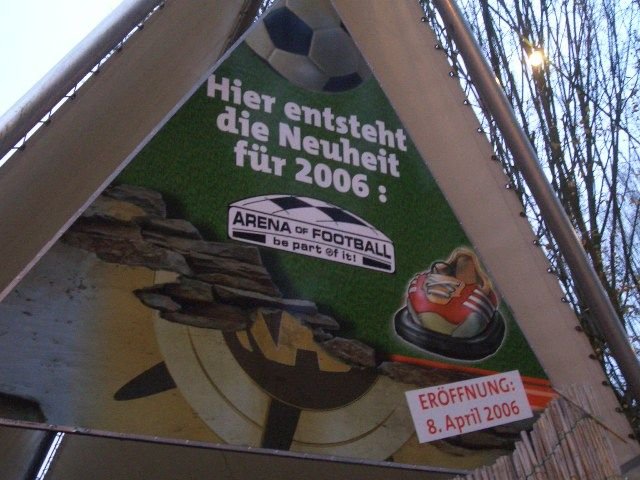 Hier entsteht
die Neuheit
für 2006 :
ARENA OF FOOTBALL
be part of it!
ERÖFFNUNG:
8. April 2006